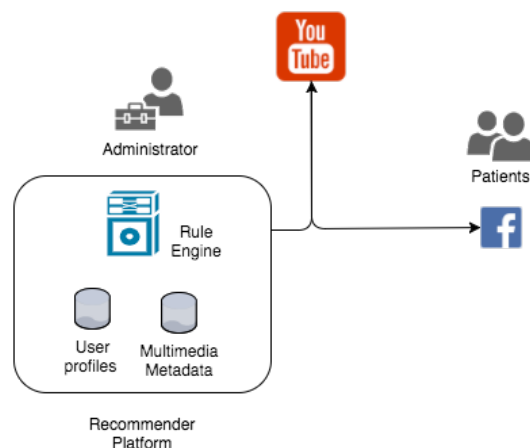 You
Tube
Administrator
Patients
Rule
Engine
f
User
profiles
Multimedia
Metadata
Recommender
Platform